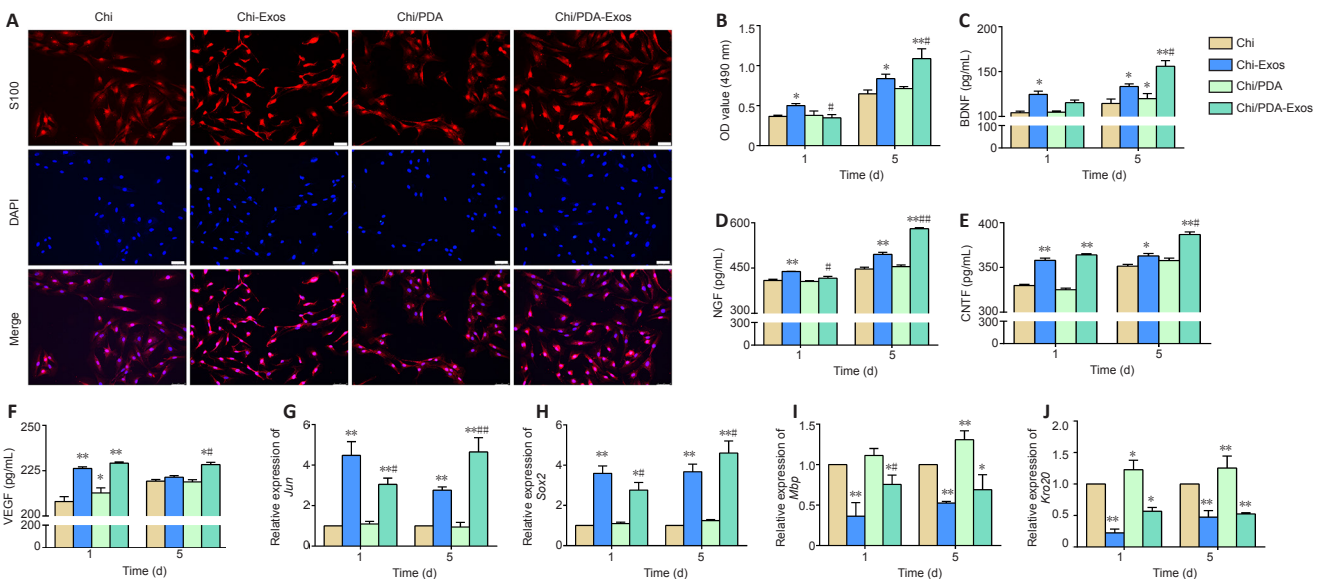 A
Chi
Chi-Exos
Chi/PDA
Chi/PDA-Exos
S100
DAPI
Merge
B
OD value (490 nm)
1.5
1.0
0.5
0
*
#
*
**#
1
5
Time (d)
C
BDNF (pg/mL)
200
150
100
100
0
*
*
*
**#
1
5
Time (d)
Chi
Chi-Exos
Chi/PDA
Chi/PDA-Exos
D
NGF (pg/mL)
600
450
300
300
0
**
#
**
**##
1
5
Time (d)
E
CNTF (pg/mL)
400
350
300
300
0
**
**
*
**#
1
5
Time (d)
F
VEGF (pg/mL)
250
225
200
200
0
**
*
**
*#
1
5
Time (d)
G
Relative expression of
Jun
6
4
2
0
**
**#
**
**##
1
5
Time (d)
H
Relative expression of
Sox2
6
4
2
0
**
*#
**
**#
1
5
Time (d)
I
Relative expression of
Mbp
1.5
1.0
0.5
0
**
*#
**
**
*
1
5
Time (d)
J
Relative expression of
Kro20
2.0
1.5
1.0
0.5
0
**
*
*
**
**
**
1
5
Time (d)